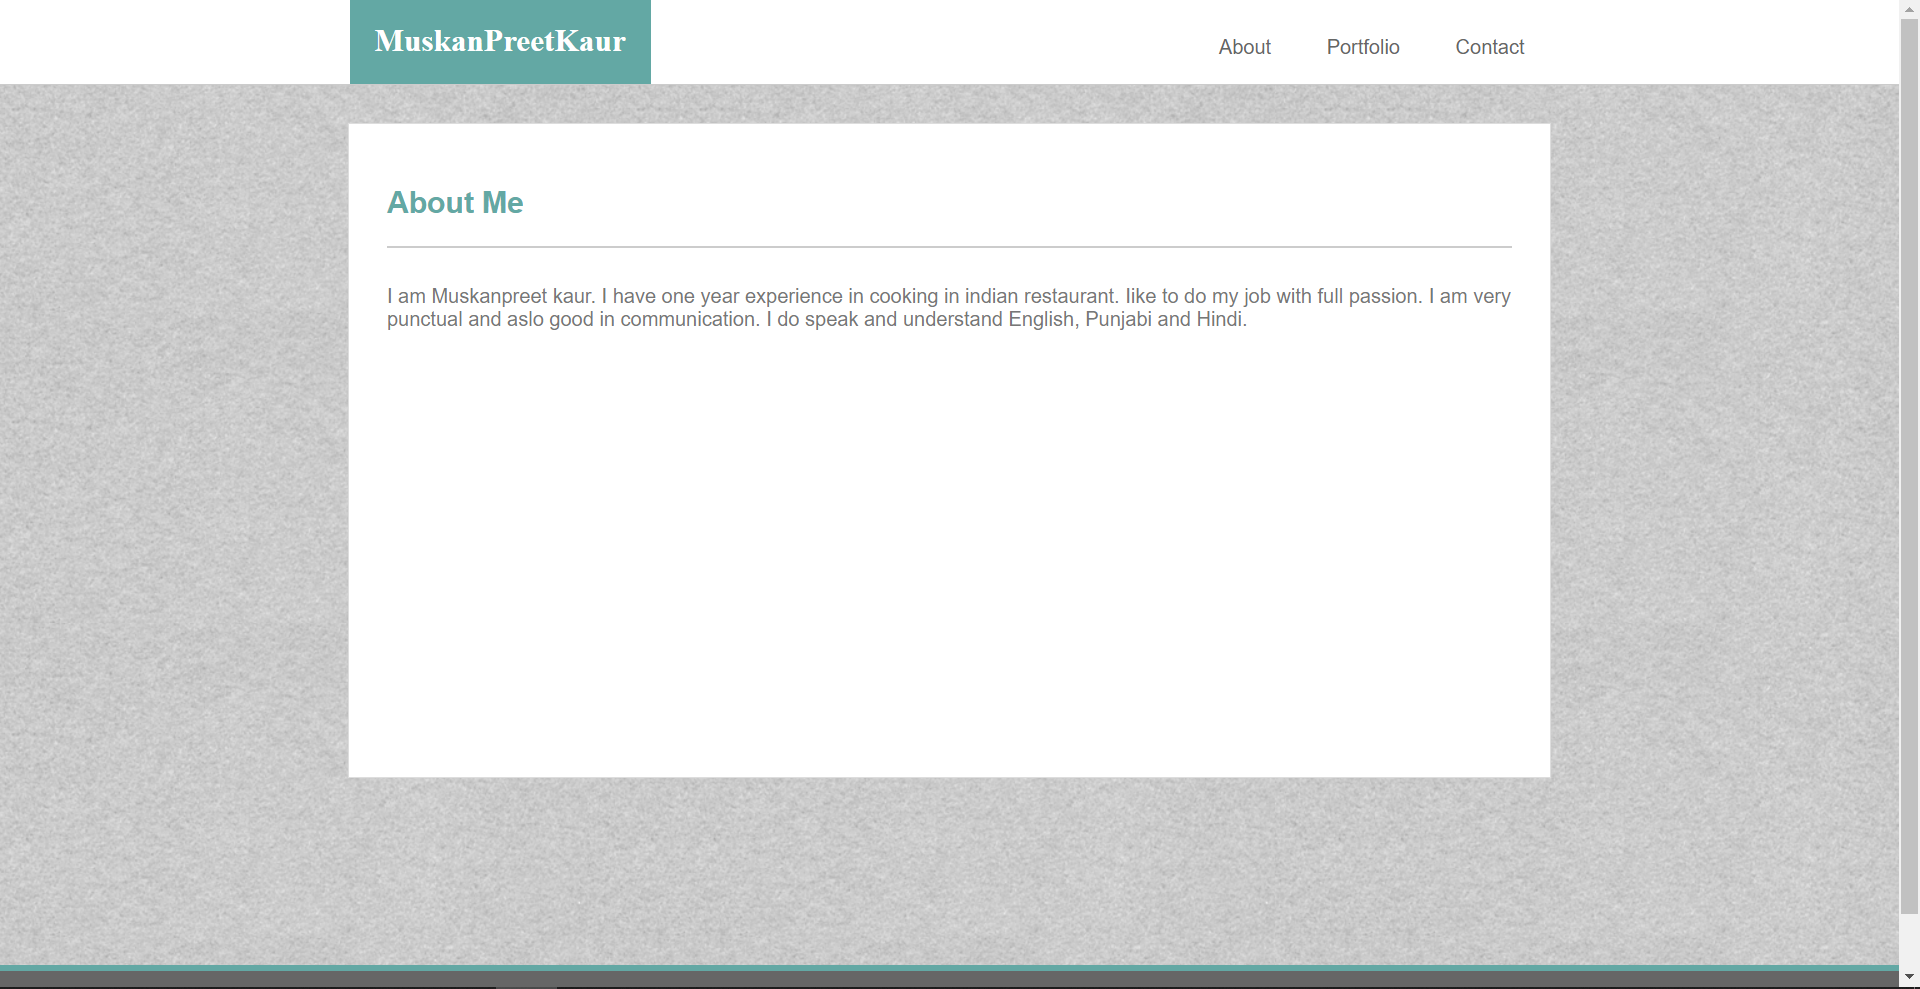 MuskanPreetKaur
About Portfolio Contact
About Me
I am Muskanpreet kaur. I have one year experience in cooking in indian restaurant. Iike to do my job with full passion. I am very
punctual and aslo good in communication. I do speak and understand English, Punjabi and Hindi.